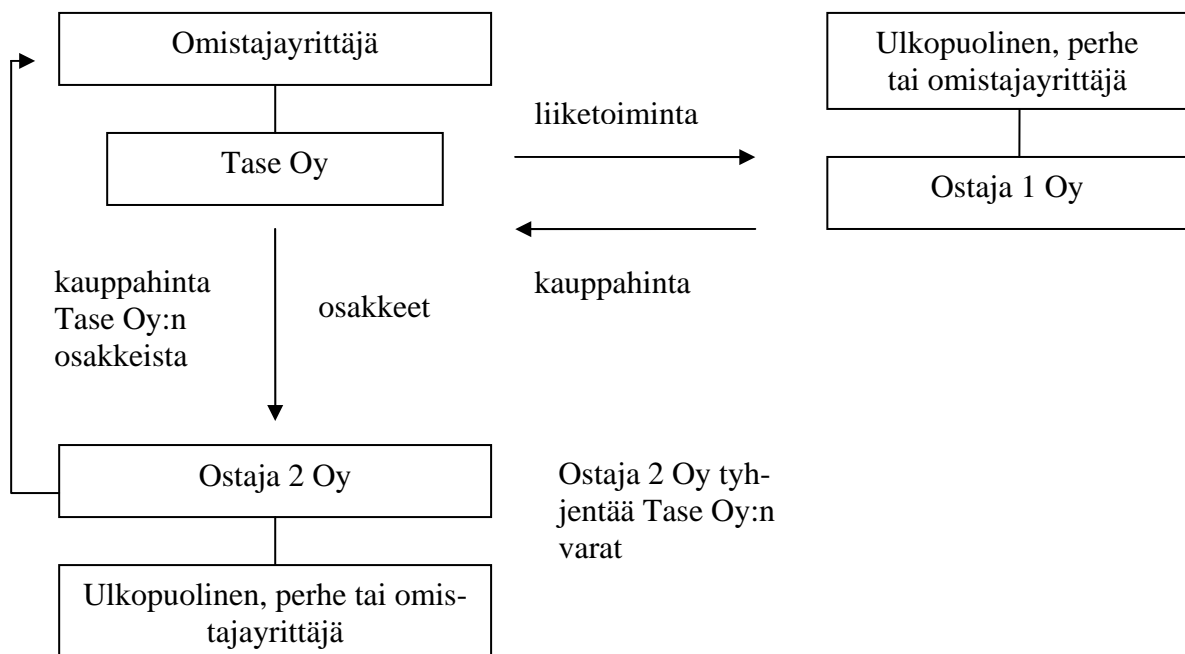 Omistajayrittäjä
Ulkopuolinen, perhe
tai omistajayrittäjä
liiketoiminta
Tase Oy
Ostaja 1 Oy
kauppahinta
Tase Oy:n
osakkeista
osakkeet
kauppahinta
Ostaja 2 Oy
Ostaja 2 Oy tyh-
jentää Tase Oy:n
varat
Ulkopuolinen, perhe tai omis-
tajayrittäjä